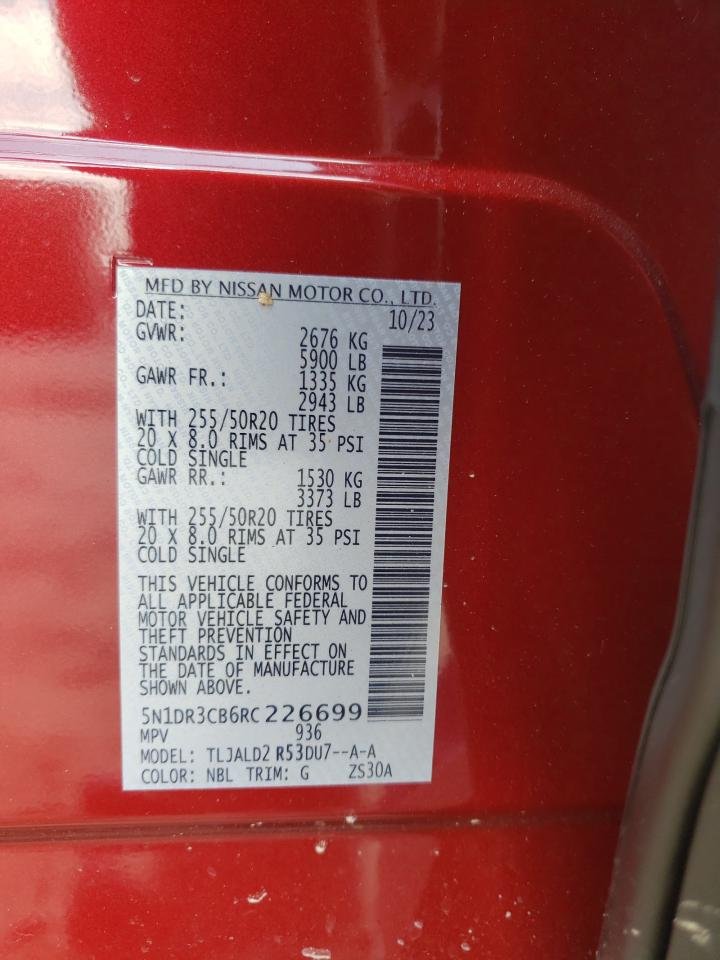 MFD BY NISSAN MOTOR CO., LTD.
DATE: 10/23
GVWR: 2676 KG
5900 LB
GAWR FR.: 1335 KG
2943 LB
WITH 255/50R20 TIRES
20 X 8.0 RIMS AT 35 PSI
COLD SINGLE
GAWR RR.: 1530 KG
3373 LB
WITH 255/50R20 TIRES
20 X 8.0 RIMS AT 35 PSI
COLD SINGLE
THIS VEHICLE CONFORMS TO
ALL APPLICABLE FEDERAL
MOTOR VEHICLE SAFETY AND
THEFT PREVENTION
STANDARDS IN EFFECT ON
THE DATE OF MANUFACTURE
SHOWN ABOVE.
5N1DR3CB6RC226699
MPV 936
MODEL: TLJALD2 R53DU7--A-A
COLOR: NBL TRIM: G ZS30A